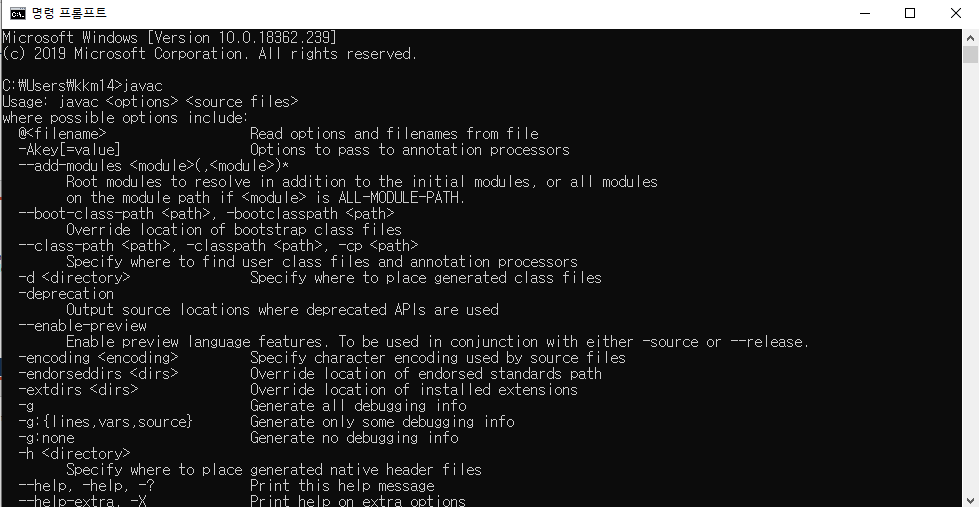 명령 프롬프트
Microsoft Windows [Version 10.0.18362.239]
(c) 2019 Microsoft Corporation. All rights reserved.
C:₩Users₩kkm14>javac
Usage: javac <options> <source files>
where possible options include:
  @<filename>                  Read options and filenames from file
  -Akey[=value]                Options to pass to annotation processors
  --add-modules <module>(,<module>)*
        Root modules to resolve in addition to the initial modules, or all modules
        on the module path if <module> is ALL-MODULE-PATH.
  --boot-class-path <path>, -bootclasspath <path>
        Override location of bootstrap class files
  --class-path <path>, -classpath <path>, -cp <path>
        Specify where to find user class files and annotation processors
  -d <directory>               Specify where to place generated class files
  -deprecation
        Output source locations where deprecated APIs are used
  --enable-preview
        Enable preview language features. To be used in conjunction with either -source or --release.
  -encoding <encoding>         Specify character encoding used by source files
  -endorseddirs <dirs>         Override location of endorsed standards path
  -extdirs <dirs>              Override location of installed extensions
  -g                           Generate all debugging info
  -g:{lines,vars,source}       Generate only some debugging info
  -g:none                      Generate no debugging info
  -h <directory>
        Specify where to place generated native header files
  --help, -help, -?            Print this help message
  --help-extra, -X             Print help on extra options